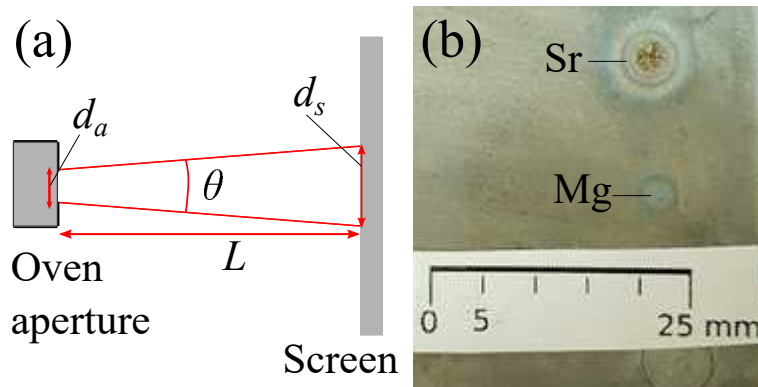 (a)
d_a
d_s
θ
L
Oven
aperture
Screen
(b)
Sr
Mg
0 5 25 mm